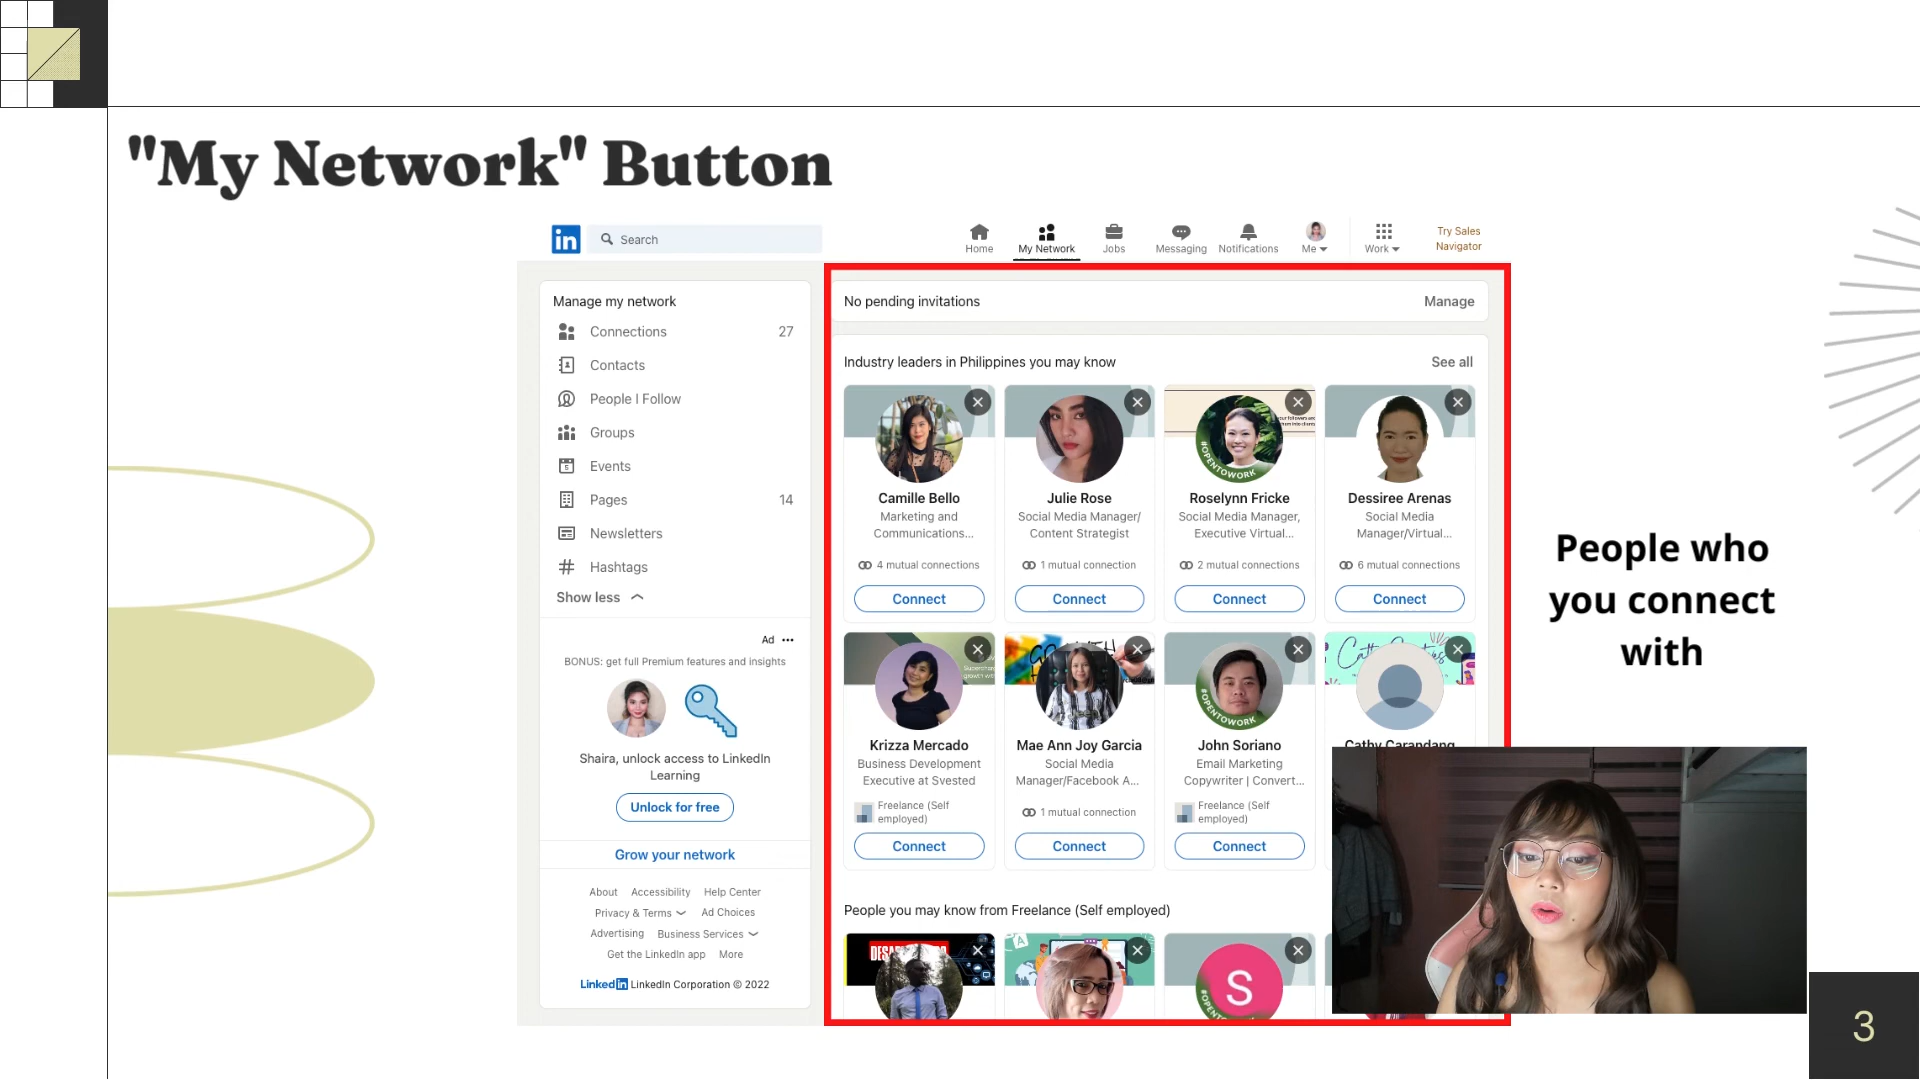 "My Network" Button
in
Search
Home
My Network
Jobs
Messaging
Notifications
Me
Work
Try Sales
Navigator
Manage my network
Connections 27
Contacts
People I Follow
Groups
Events
Pages 14
Newsletters
Hashtags
Show less
Ad
BONUS: get full Premium features and insights
Shaira, unlock access to LinkedIn
Learning
Unlock for free
Grow your network
About Accessibility Help Center
Privacy & Terms Ad Choices
Advertising Business Services
Get the LinkedIn app More
LinkedIn LinkedIn Corporation © 2022
No pending invitations
Manage
Industry leaders in Philippines you may know
See all
#OPENTOWORK
Camille Bello
Marketing and
Communications...
4 mutual connections
Connect
Julie Rose
Social Media Manager/
Content Strategist
1 mutual connection
Connect
Roselynn Fricke
Social Media Manager,
Executive Virtual...
2 mutual connections
Connect
Dessiree Arenas
Social Media
Manager/Virtual...
6 mutual connections
Connect
Krizza Mercado
Business Development
Executive at Svested
Freelance (Self
employed)
Connect
Mae Ann Joy Garcia
Social Media
Manager/Facebook A...
1 mutual connection
Connect
#OPENTOWORK
John Soriano
Email Marketing
Copywriter | Convert...
Freelance (Self
employed)
Connect
Cathy Carandang
People you may know from Freelance (Self employed)
S
People who
you connect
with
3